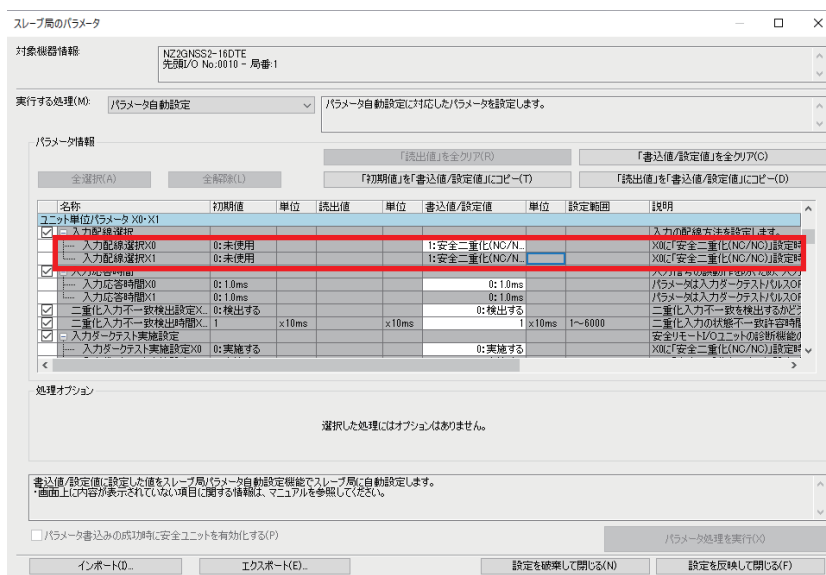 スレーブ局のパラメータ
対象機器情報:
NZ2GNSS2-16DTE
先頭I/O No.:0010 - 局番:1
実行する処理(M):
パラメータ自動設定
パラメータ自動設定に対応したパラメータを設定します。
パラメータ情報
「読出値」を全クリア(R)
「書込値/設定値」を全クリア(C)
全選択(A)
全解除(L)
「初期値」を「書込値/設定値」にコピー(T)
「読出値」を「書込値/設定値」にコピー(D)
名称 初期値 単位 読出値 単位 書込値/設定値 単位 設定範囲 説明
ユニット単位/パラメータ X0・X1
入力配線選択 入力の配線方法を設定します。
入力配線選択X0 0:未使用 1:安全二重化(NC/N... X0に「安全二重化(NC/NC)」設定時
入力配線選択X1 0:未使用 1:安全二重化(NC/N... X0に「安全二重化(NC/NC)」設定時
入力応答時間
入力応答時間X0 0:1.0ms 0:1.0ms パラメータは入力ダークテストパルスOF
入力応答時間X1 0:1.0ms 0:1.0ms パラメータは入力ダークテストパルスOF
二重化入力不一致検出設定X... 0:検出する 0:検出する 二重化入力不一致を検出するかどう
二重化入力不一致検出時間X... 1 ×10ms ×10ms 1 ×10ms 1～6000 二重化入力の状態不一致許容時間
入力ダークテスト実施設定 安全リモートI/Oユニットの診断機能の
入力ダークテスト実施設定X0 0:実施する 0:実施する X0に「安全二重化(NC/NC)」設定時
処理オプション
選択した処理にはオプションはありません。
書込値/設定値に設定した値をスレーブ局パラメータ自動設定機能でスレーブ局に自動設定します。
・画面上に内容が表示されていない項目に関する情報は、マニュアルを参照してください。
パラメータ書込みの成功時に安全ユニットを有効化する(P)
パラメータ処理を実行(X)
インポート(I)...
エクスポート(E)...
設定を破棄して閉じる(N)
設定を反映して閉じる(F)